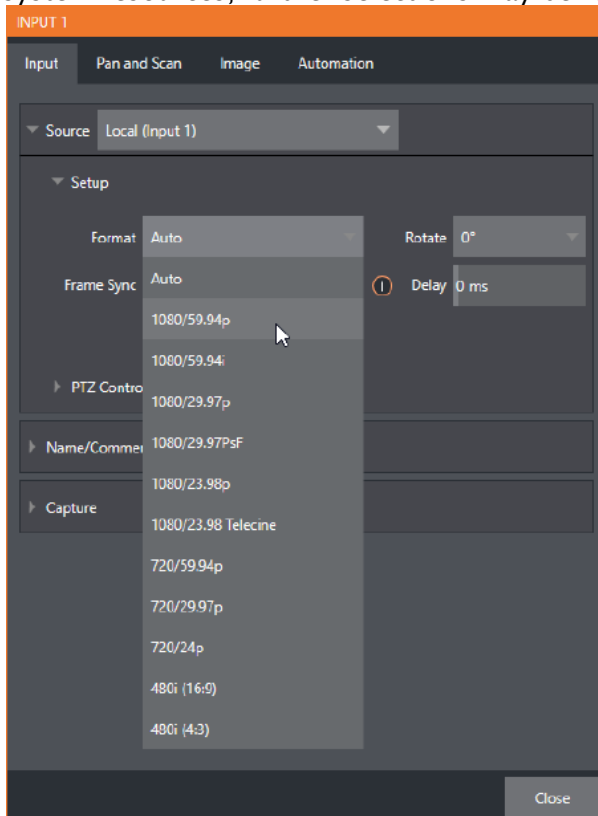 INPUT 1
Input Pan and Scan Image Automation
Source Local (Input 1)
Setup
Format Auto Rotate 0°
Frame Sync Auto Delay 0 ms
1080/59.94p
1080/59.94i
1080/29.97p
PTZ Contro
1080/29.97PsF
Name/Commen
1080/23.98p
Capture
1080/23.98 Telecine
720/59.94p
720/29.97p
720/24p
480i (16:9)
480i (4:3)
Close